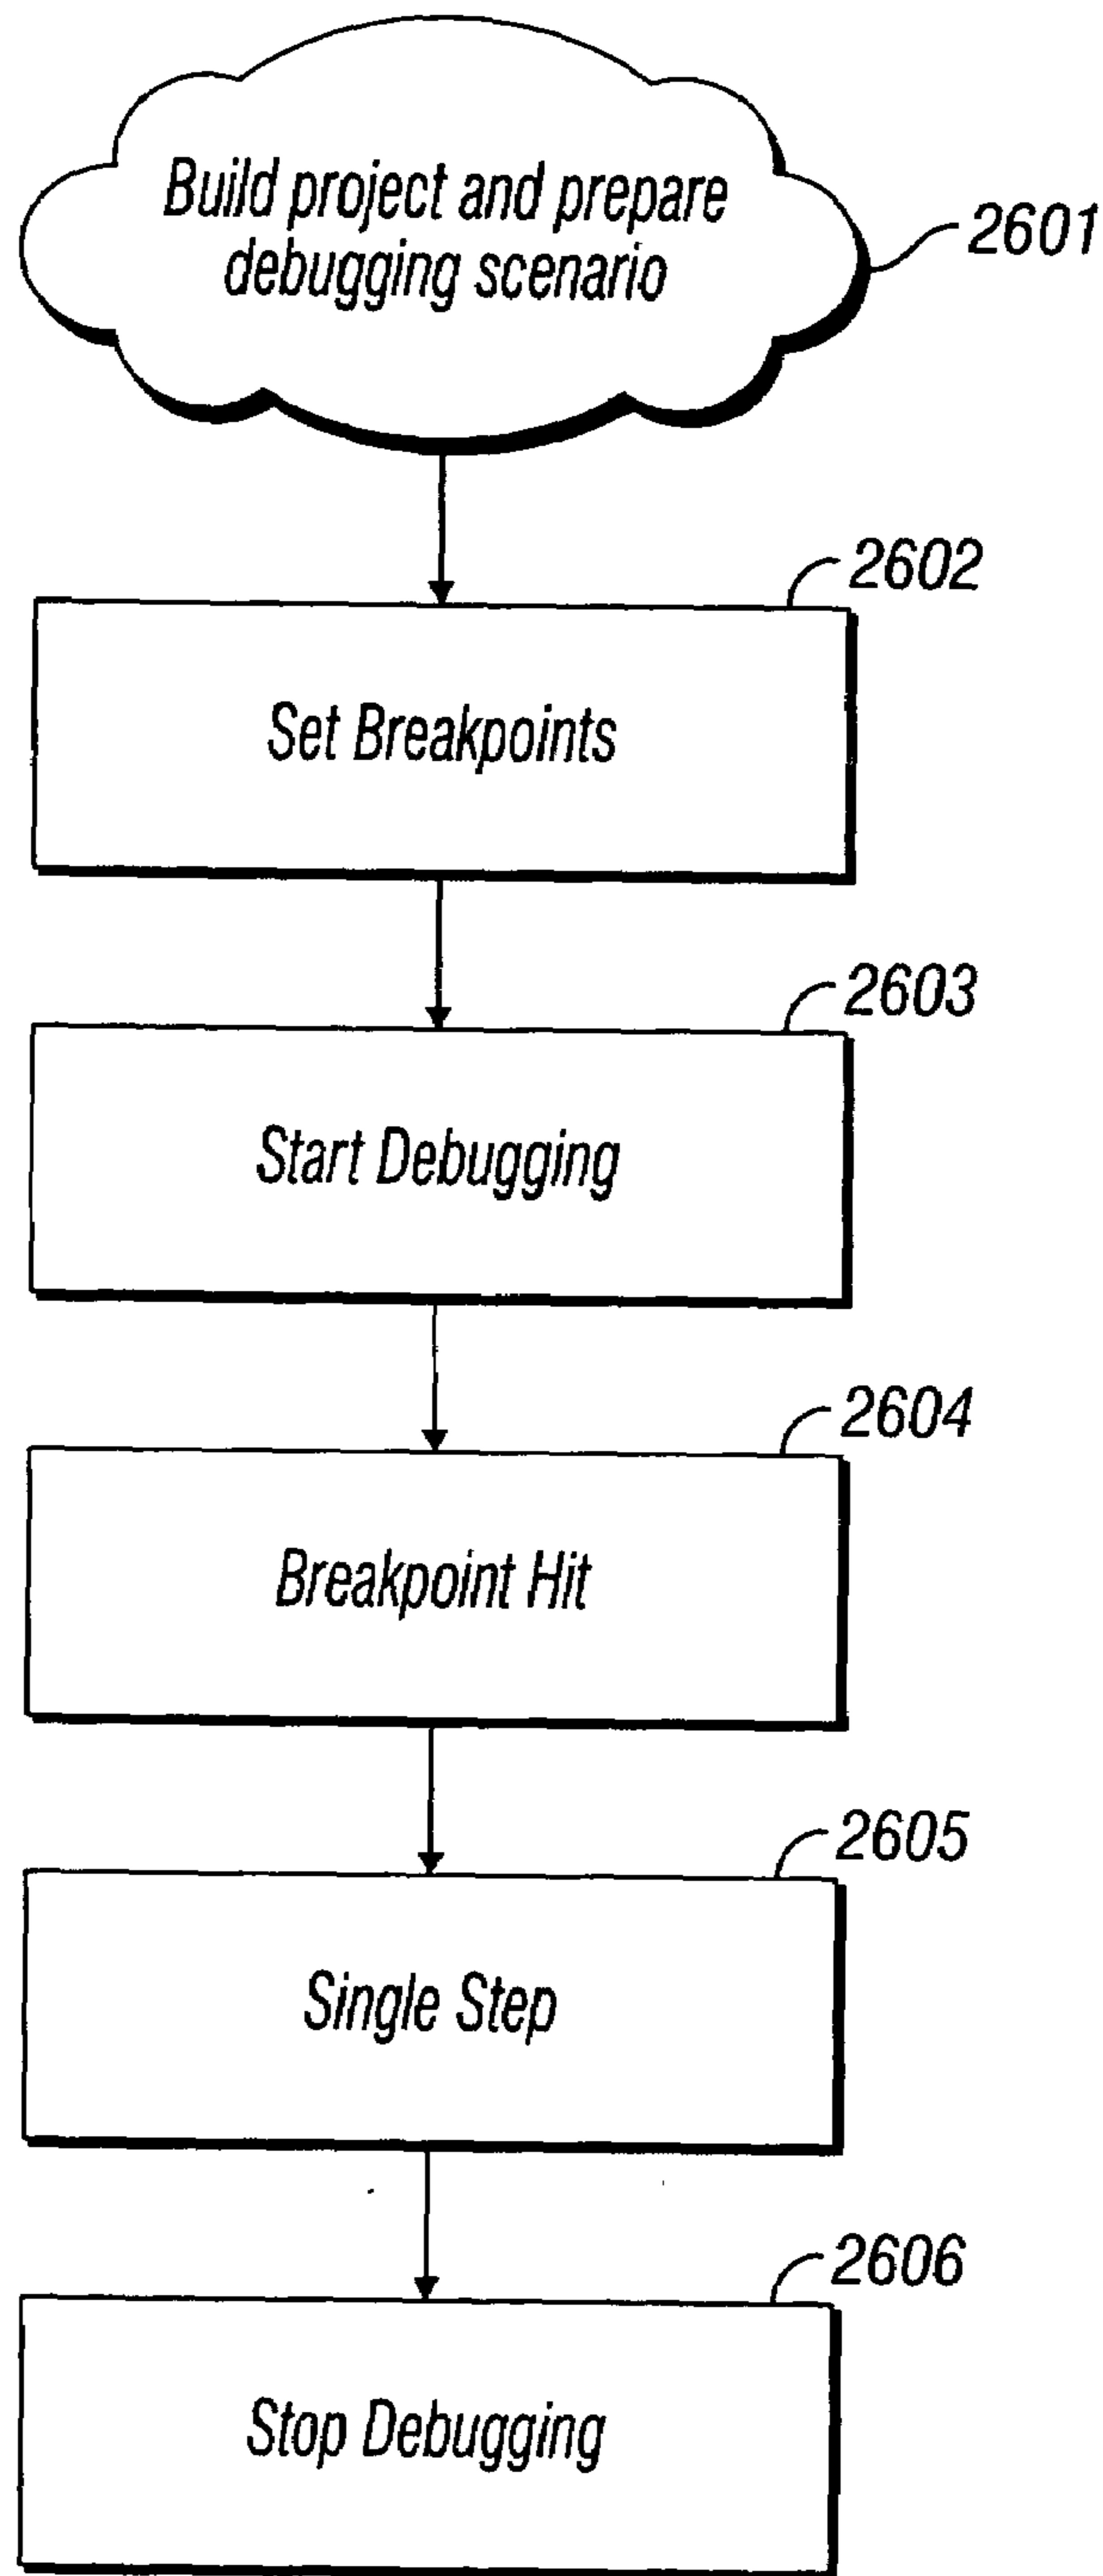 Build project and prepare
debugging scenario
2601
2602
Set Breakpoints
2603
Start Debugging
2604
Breakpoint Hit
2605
Single Step
2606
Stop Debugging